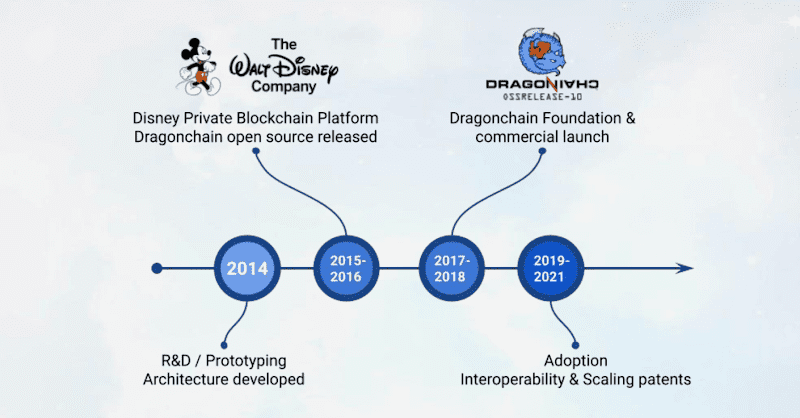 The
WALT DISNEY
Company
Disney Private Blockchain Platform
Dragonchain open source released
DRAGONCHAIN
OSSRELEASE-10
Dragonchain Foundation &
commercial launch
2014
2015-
2016
2017-
2018
2019-
2021
R&D / Prototyping
Architecture developed
Adoption
Interoperability & Scaling patents